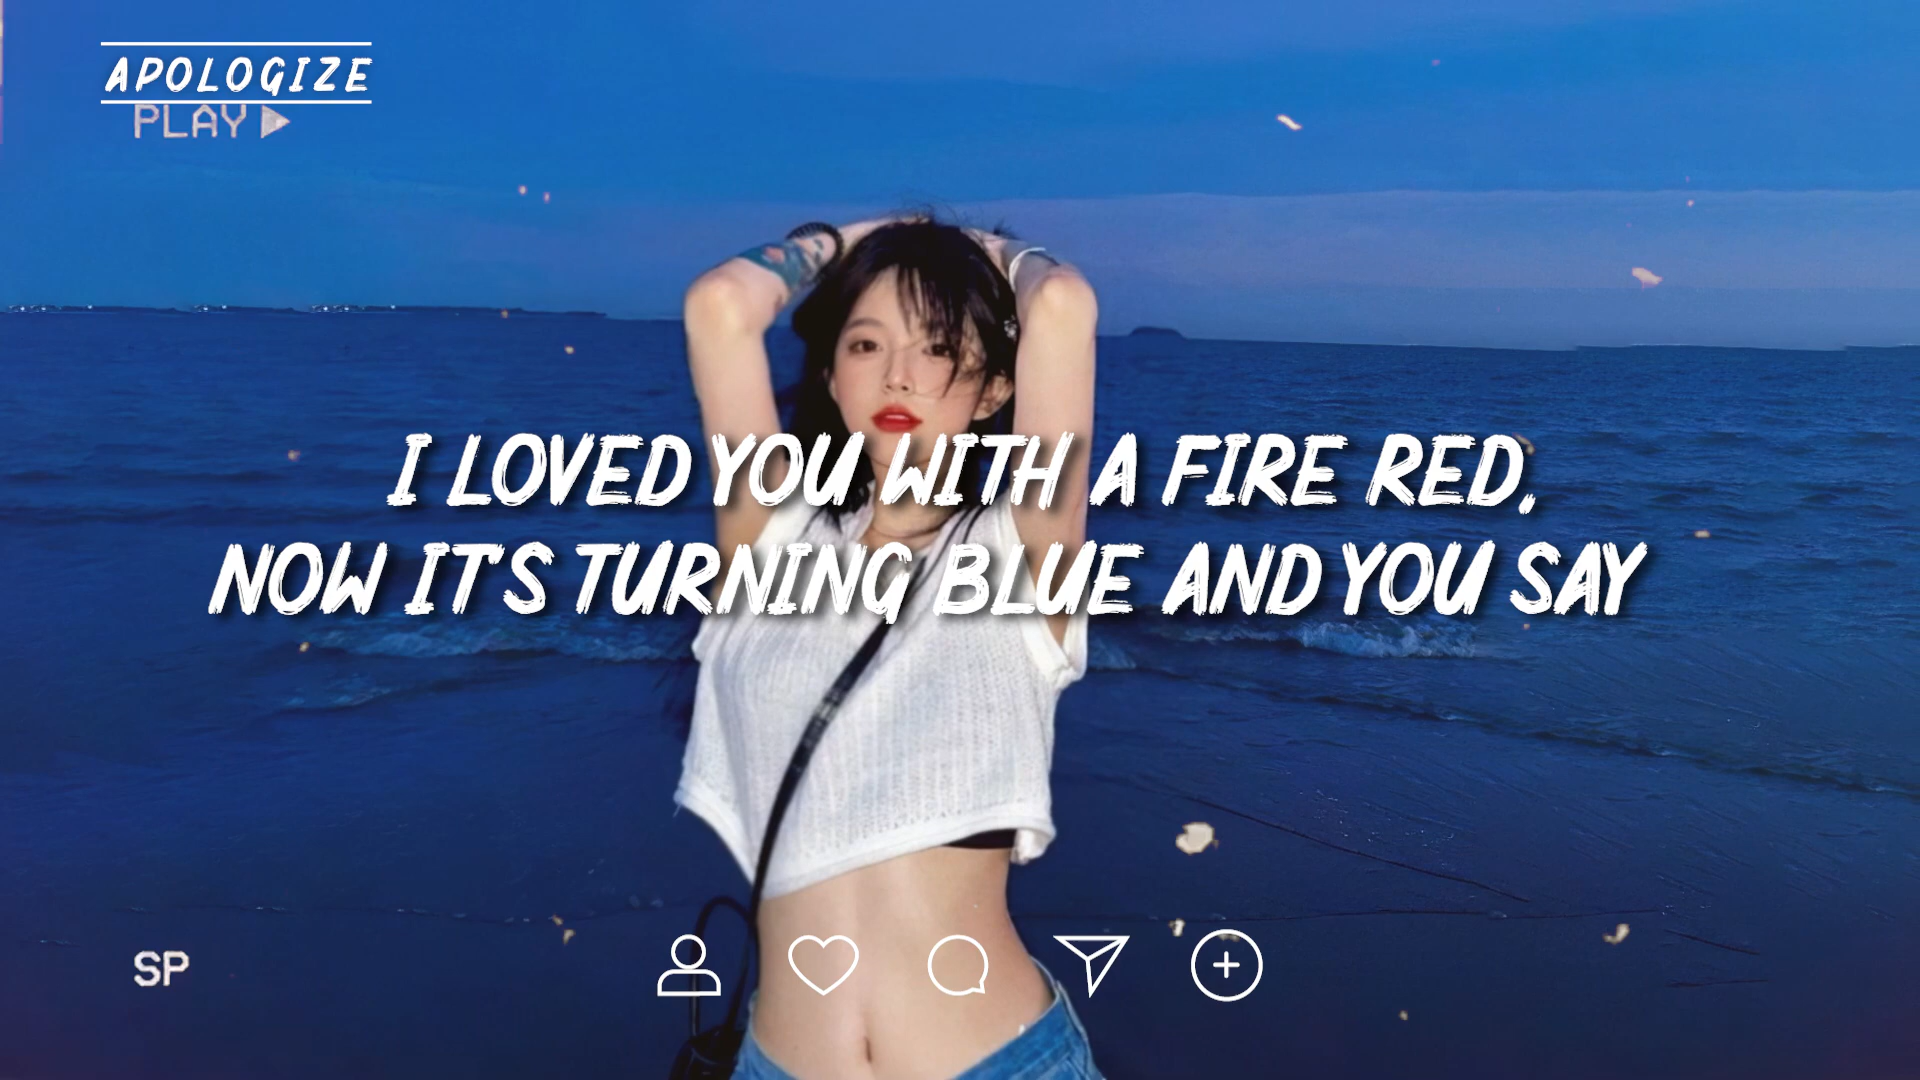 APOLOGIZE
PLAY
I LOVED YOU WITH A FIRE RED,
NOW IT'S TURNING BLUE AND YOU SAY
SP